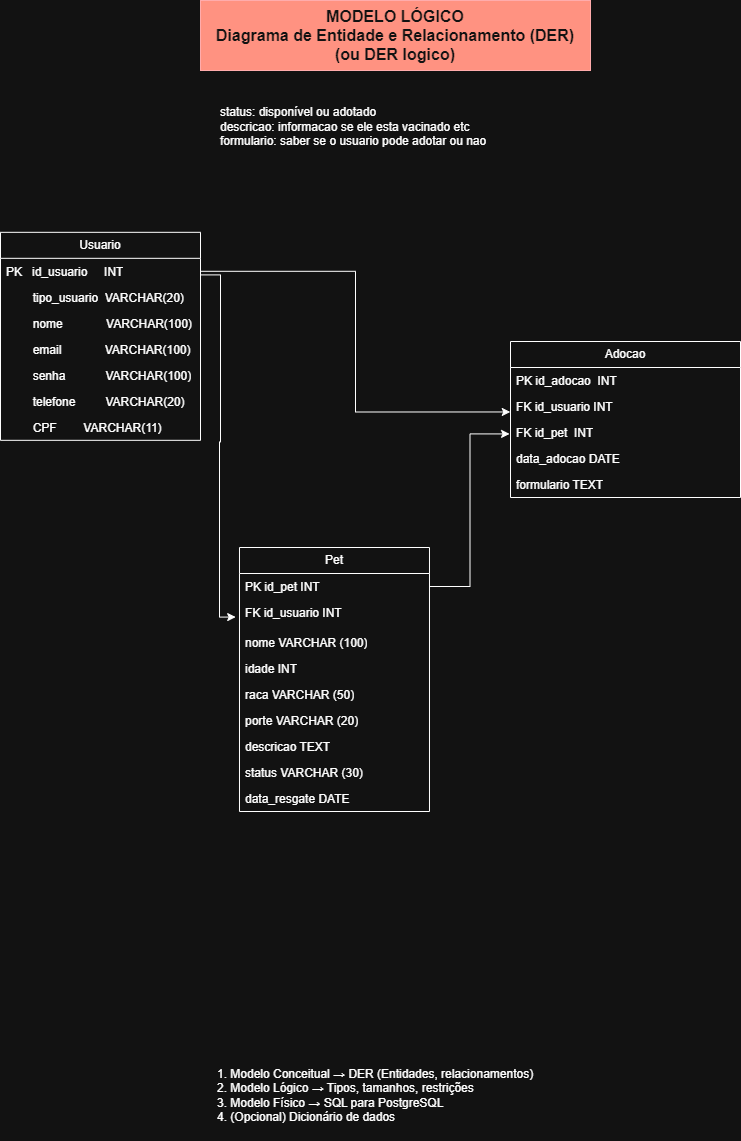 MODELO LÓGICO
Diagrama de Entidade e Relacionamento (DER)
(ou DER logico)
status: disponível ou adotado
descricao: informacao se ele esta vacinado etc
formulario: saber se o usuario pode adotar ou nao
Usuario
PK id_usuario INT
tipo_usuario VARCHAR(20)
nome VARCHAR(100)
email VARCHAR(100)
senha VARCHAR(100)
telefone VARCHAR(20)
CPF VARCHAR(11)
Adocao
PK id_adocao INT
FK id_usuario INT
FK id_pet INT
data_adocao DATE
formulario TEXT
Pet
PK id_pet INT
FK id_usuario INT
nome VARCHAR (100)
idade INT
raca VARCHAR (50)
porte VARCHAR (20)
descricao TEXT
status VARCHAR (30)
data_resgate DATE
1. Modelo Conceitual → DER (Entidades, relacionamentos)
2. Modelo Lógico → Tipos, tamanhos, restrições
3. Modelo Físico → SQL para PostgreSQL
4. (Opcional) Dicionário de dados